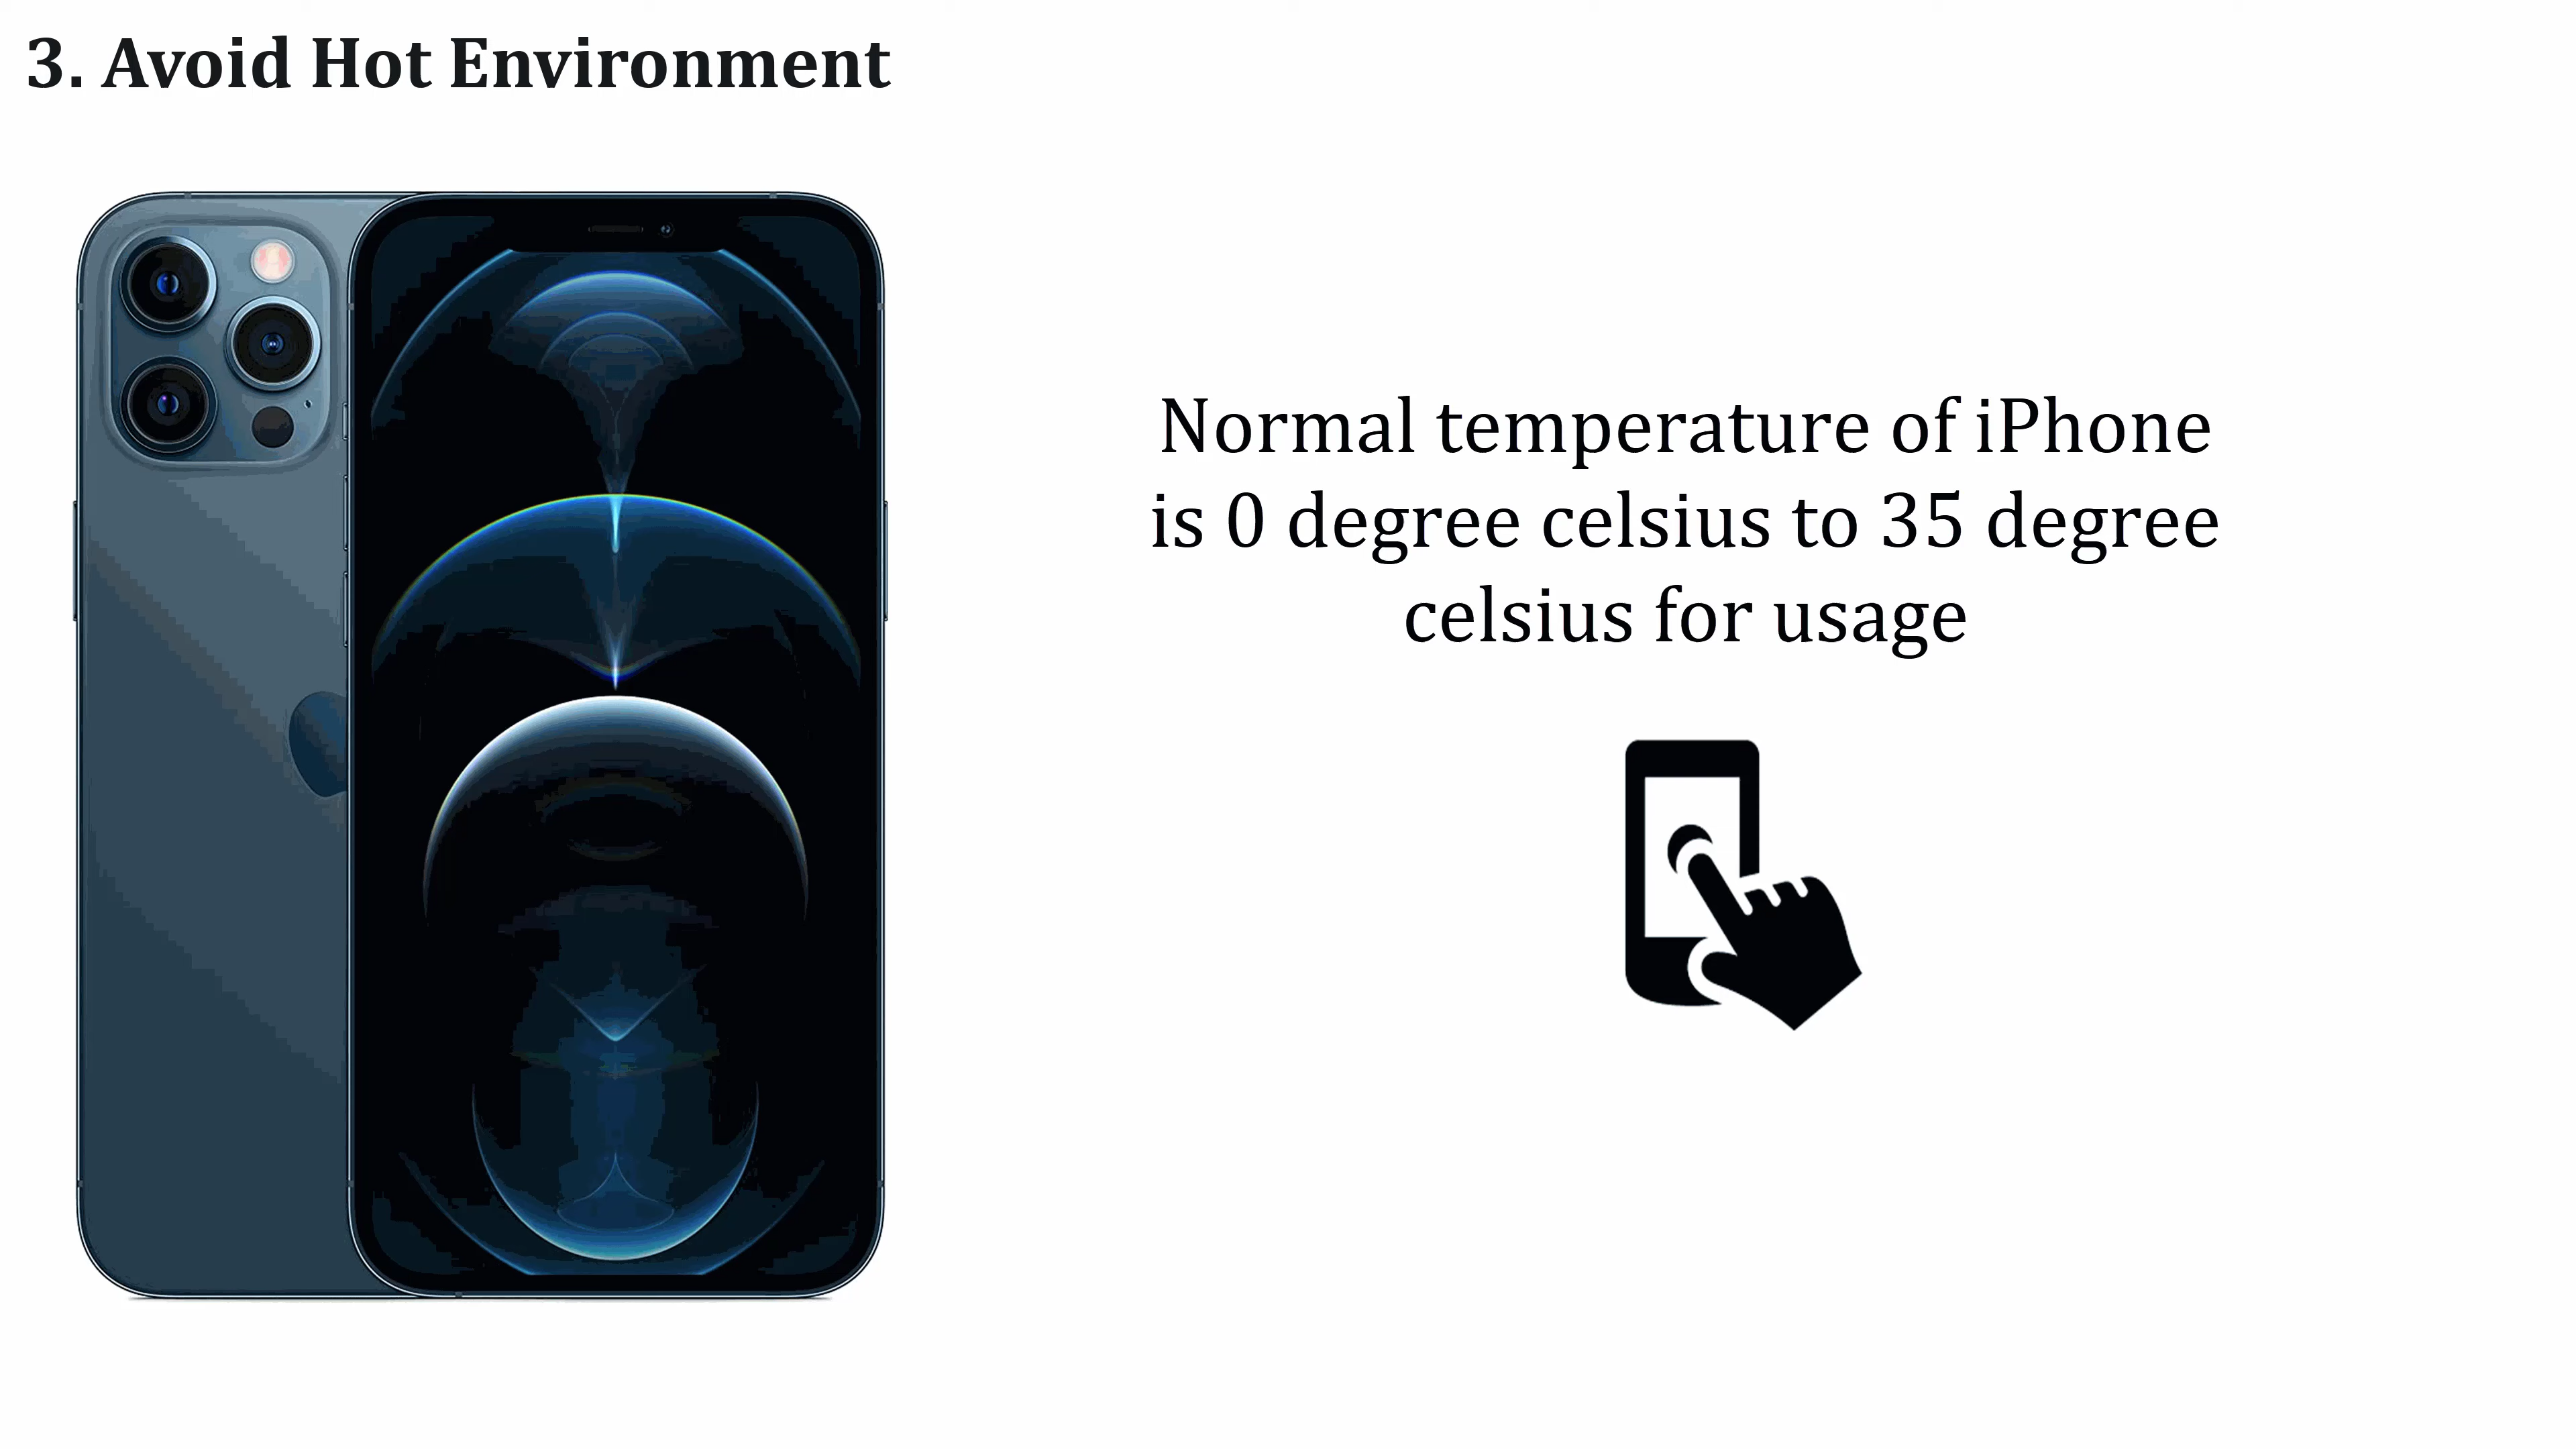 3. Avoid Hot Environment
Normal temperature of iPhone
is 0 degree celsius to 35 degree
celsius for usage